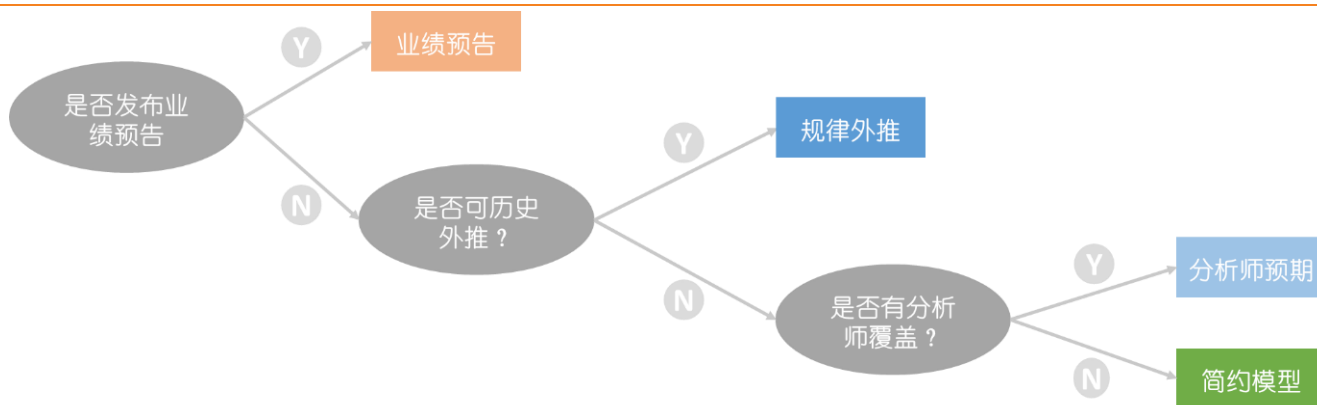 是否发布业
绩预告
Y
业绩预告
N
是否可历史
外推？
Y
规律外推
N
是否有分析
师覆盖？
Y
分析师预期
N
简约模型